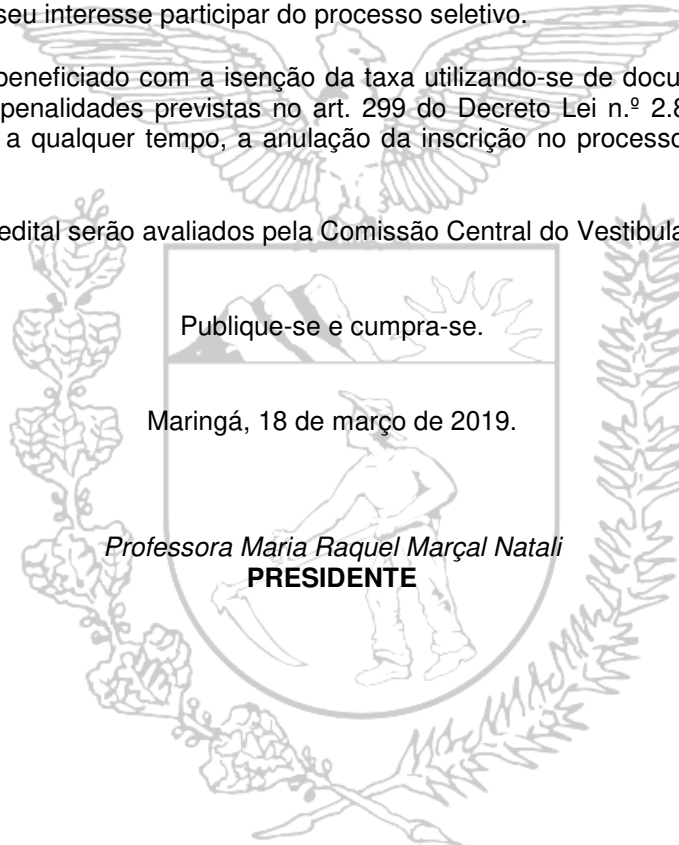 seu interesse participar do processo seletivo.
beneficiado com a isenção da taxa utilizando-se de docu
penalidades previstas no art. 299 do Decreto Lei n.º 2.8
a qualquer tempo, a anulação da inscrição no processo
edital serão avaliados pela Comissão Central do Vestibula
Publique-se e cumpra-se.
Maringá, 18 de março de 2019.
Professora Maria Raquel Marçal Natali
PRESIDENTE